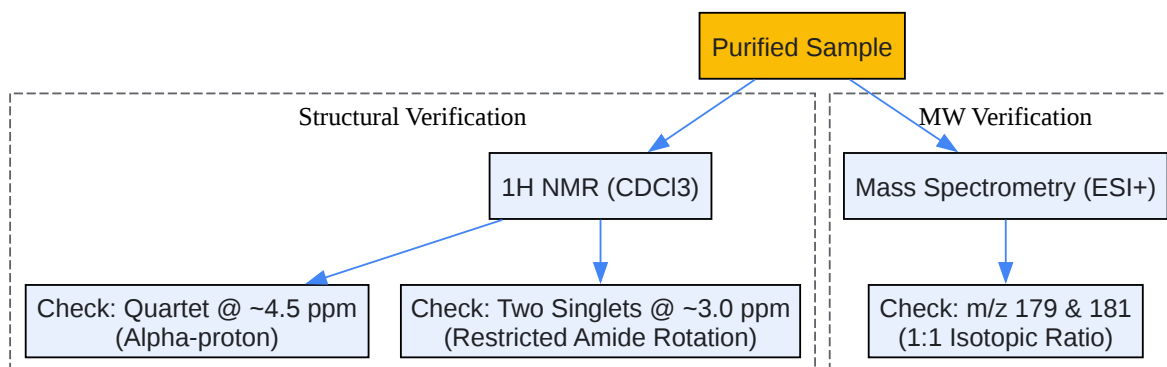 Purified Sample
Structural Verification
MW Verification
1H NMR (CDCl3)
Mass Spectrometry (ESI+)
Check: Quartet @ ~4.5 ppm
(Alpha-proton)
Check: Two Singlets @ ~3.0 ppm
(Restricted Amide Rotation)
Check: m/z 179 & 181
(1:1 Isotopic Ratio)